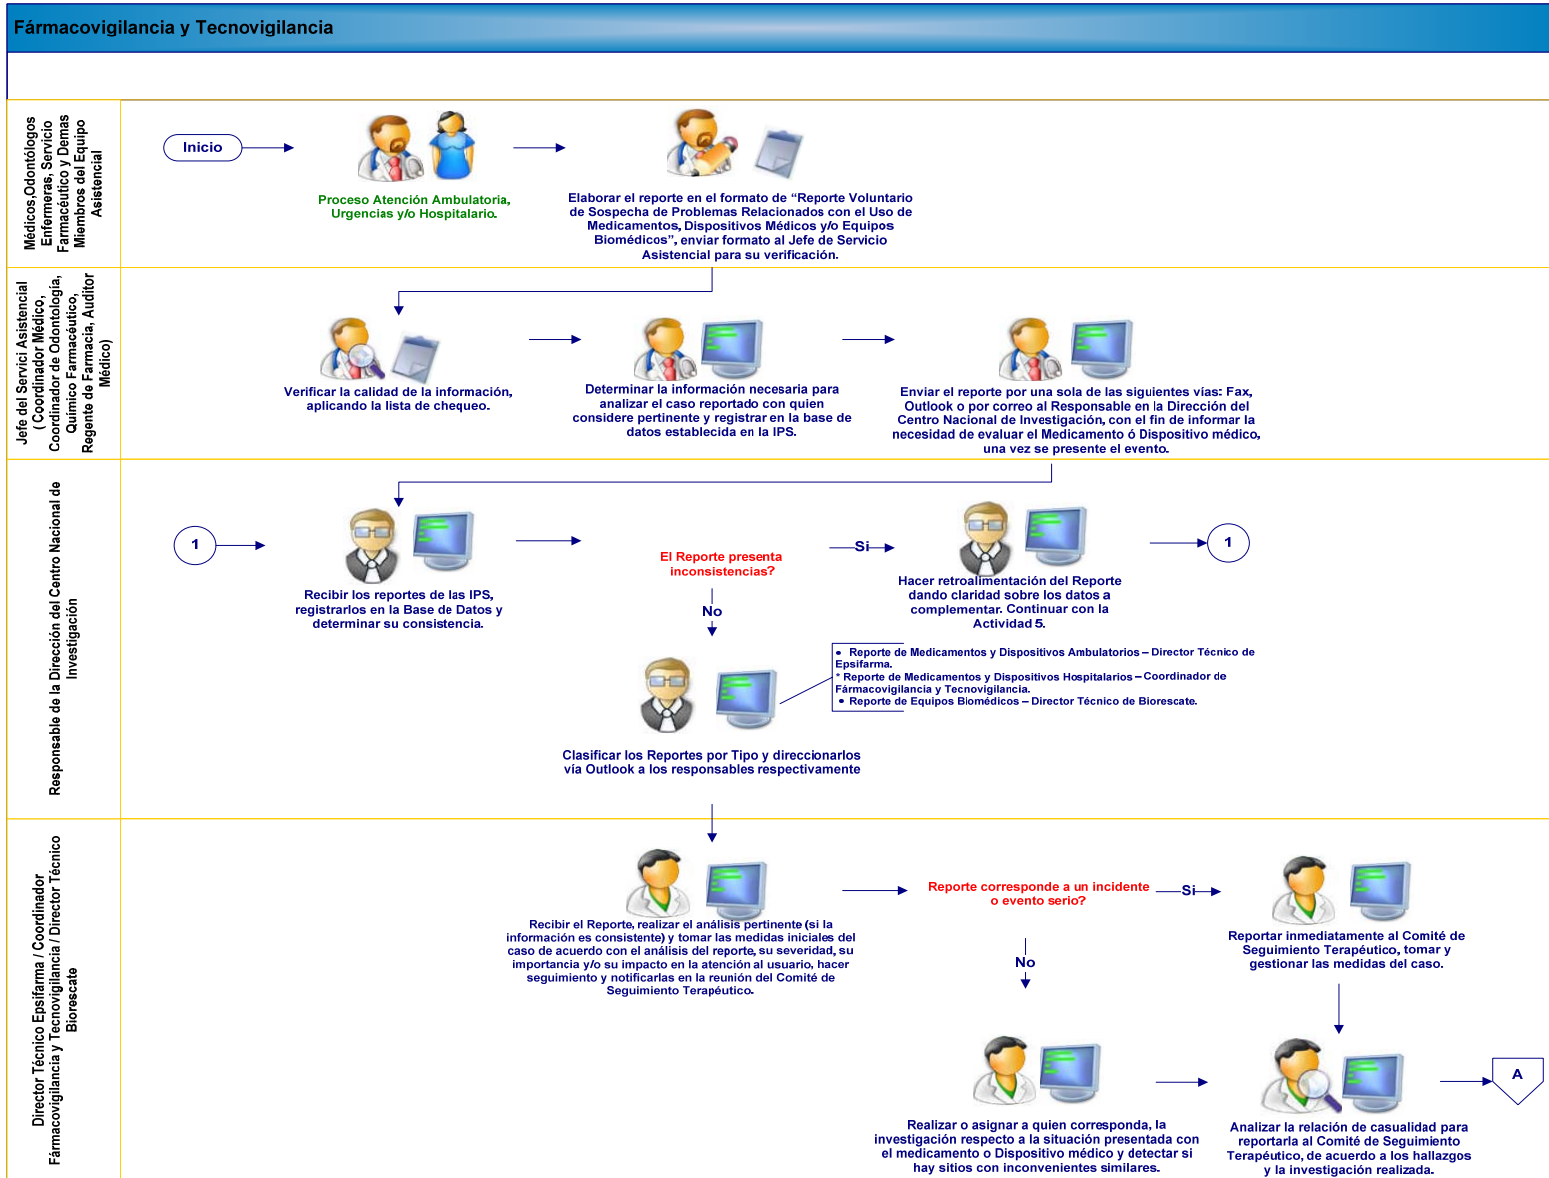 Fármacovigilancia y Tecnovigilancia
Médicos,Odontólogos
Enfermeras, Servicio
Farmacéutico y Demas
Miembros del Equipo
Asistencial
Inicio
Proceso Atención Ambulatoria,
Urgencias y/o Hospitalario.
Elaborar el reporte en el formato de “Reporte Voluntario
de Sospecha de Problemas Relacionados con el Uso de
Medicamentos, Dispositivos Médicos y/o Equipos
Biomédicos”, enviar formato al Jefe de Servicio
Asistencial para su verificación.
Jefe del Servici Asistencial
( Coordinador Médico,
Coordinador de Odontología,
Químico Farmacéutico,
Regente de Farmacia, Auditor
Médico)
Verificar la calidad de la información,
aplicando la lista de chequeo.
Determinar la información necesaria para
analizar el caso reportado con quien
considere pertinente y registrar en la base de
datos establecida en la IPS.
Enviar el reporte por una sola de las siguientes vías: Fax,
Outlook o por correo al Responsable en la Dirección del
Centro Nacional de Investigación, con el fin de informar la
necesidad de evaluar el Medicamento ó Dispositivo médico,
una vez se presente el evento.
Responsable de la Dirección del Centro Nacional de
Investigación
1
Recibir los reportes de las IPS,
registrarlos en la Base de Datos y
determinar su consistencia.
El Reporte presenta
inconsistencias?
Si
No
Hacer retroalimentación del Reporte
dando claridad sobre los datos a
complementar. Continuar con la
Actividad 5.
1
• Reporte de Medicamentos y Dispositivos Ambulatorios – Director Técnico de
Epsifarma.
* Reporte de Medicamentos y Dispositivos Hospitalarios – Coordinador de
Fármacovigilancia y Tecnovigilancia.
• Reporte de Equipos Biomédicos – Director Técnico de Biorescate.
Clasificar los Reportes por Tipo y direccionarlos
vía Outlook a los responsables respectivamente
Director Técnico Epsifarma / Coordinador
Fármacovigilancia y Tecnovigilancia / Director Técnico
Biorescate
Recibir el Reporte, realizar el análisis pertinente (si la
información es consistente) y tomar las medidas iniciales del
caso de acuerdo con el análisis del reporte, su severidad, su
importancia y/o su impacto en la atención al usuario, hacer
seguimiento y notificarlas en la reunión del Comité de
Seguimiento Terapéutico.
Reporte corresponde a un incidente
o evento serio?
Si
No
Reportar inmediatamente al Comité de
Seguimiento Terapéutico, tomar y
gestionar las medidas del caso.
Realizar o asignar a quien corresponda, la
investigación respecto a la situación presentada con
el medicamento o Dispositivo médico y detectar si
hay sitios con inconvenientes similares.
Analizar la relación de casualidad para
reportarla al Comité de Seguimiento
Terapéutico, de acuerdo a los hallazgos
y la investigación realizada.
A